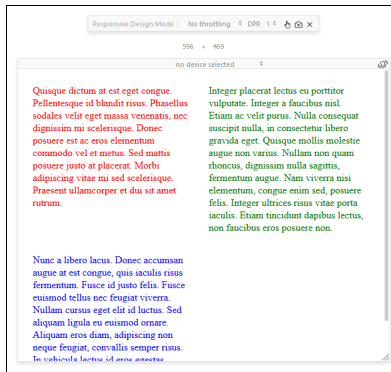 Responsive Design Mode No throttling DPR 1
596 × 469
no device selected
Quisque dictum at est eget congue.
Pellentesque id blandit risus. Phasellus
sodales velit eget massa venenatis, nec
dignissim mi scelerisque. Donec
posuere est ac eros elementum
commodo vel et metus. Sed mattis
posuere justo at placerat. Morbi
adipiscing vitae mi sed scelerisque.
Praesent ullamcorper et dui sit amet
rutrum.
Integer placerat lectus eu porttitor
vulputate. Integer a faucibus nisl.
Etiam ac velit purus. Nulla consequat
suscipit nulla, in consectetur libero
gravida eget. Quisque mollis molestie
augue non varius. Nullam non quam
rhoncus, dignissim nulla sagittis,
fermentum augue. Nam viverra nisi
elementum, congue enim sed, posuere
felis. Integer ultrices risus vitae porta
iaculis. Etiam tincidunt dapibus lectus,
non faucibus eros posuere non.
Nunc a libero lacus. Donec accumsan
augue at est congue, quis iaculis risus
fermentum. Fusce id justo felis. Fusce
euismod tellus nec feugiat viverra.
Nullam cursus eget elit id luctus. Sed
aliquam ligula eu euismod ornare.
Aliquam eros diam, adipiscing non
neque feugiat, convallis semper risus.
In vehicula lectus id eros egestas